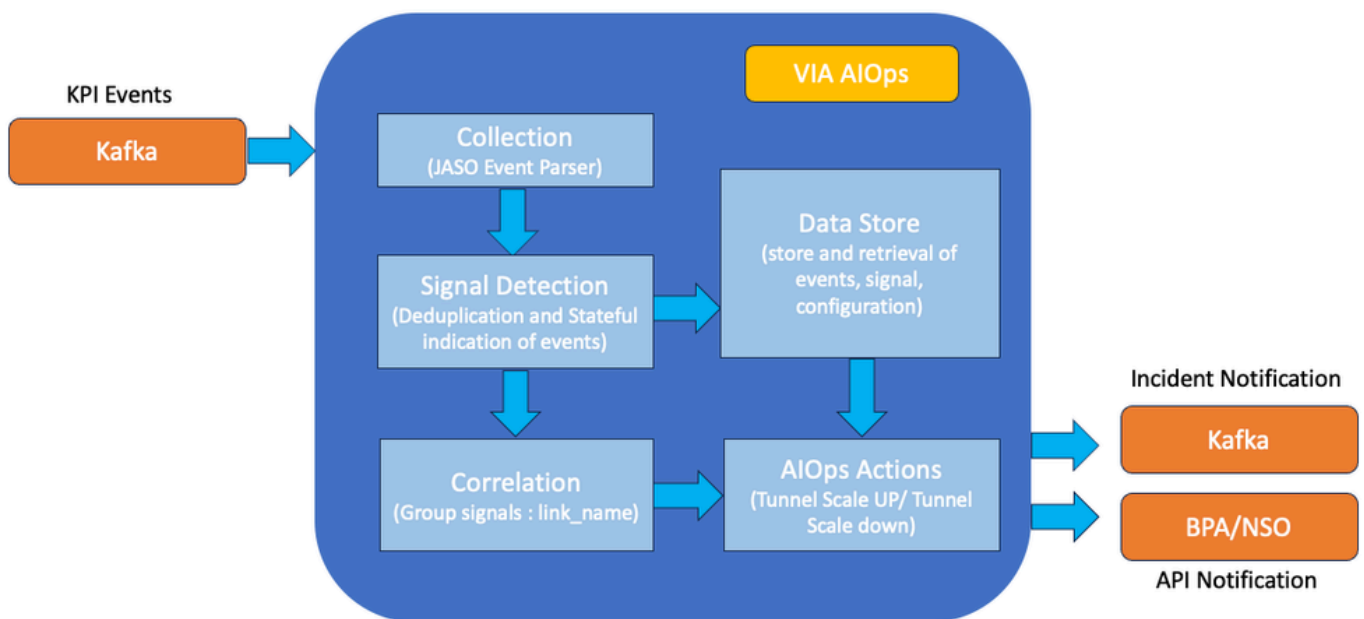 VIA AIOps
KPI Events
Kafka
Collection
(JASO Event Parser)
Signal Detection
(Deduplication and Stateful
indication of events)
Data Store
(store and retrieval of
events, signal,
configuration)
Correlation
(Group signals : link_name)
AIOps Actions
(Tunnel Scale UP/ Tunnel
Scale down)
Incident Notification
Kafka
BPA/NSO
API Notification